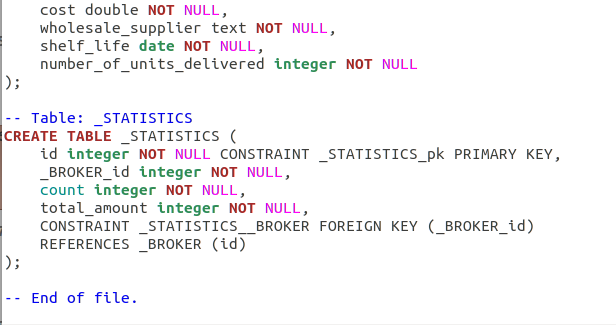 cost double NOT NULL,
wholesale_supplier text NOT NULL,
shelf_life date NOT NULL,
number_of_units_delivered integer NOT NULL
);
-- Table: _STATISTICS
CREATE TABLE _STATISTICS (
id integer NOT NULL CONSTRAINT _STATISTICS_pk PRIMARY KEY,
_BROKER_id integer NOT NULL,
count integer NOT NULL,
total_amount integer NOT NULL,
CONSTRAINT _STATISTICS__BROKER FOREIGN KEY (_BROKER_id)
REFERENCES _BROKER (id)
);
-- End of file.